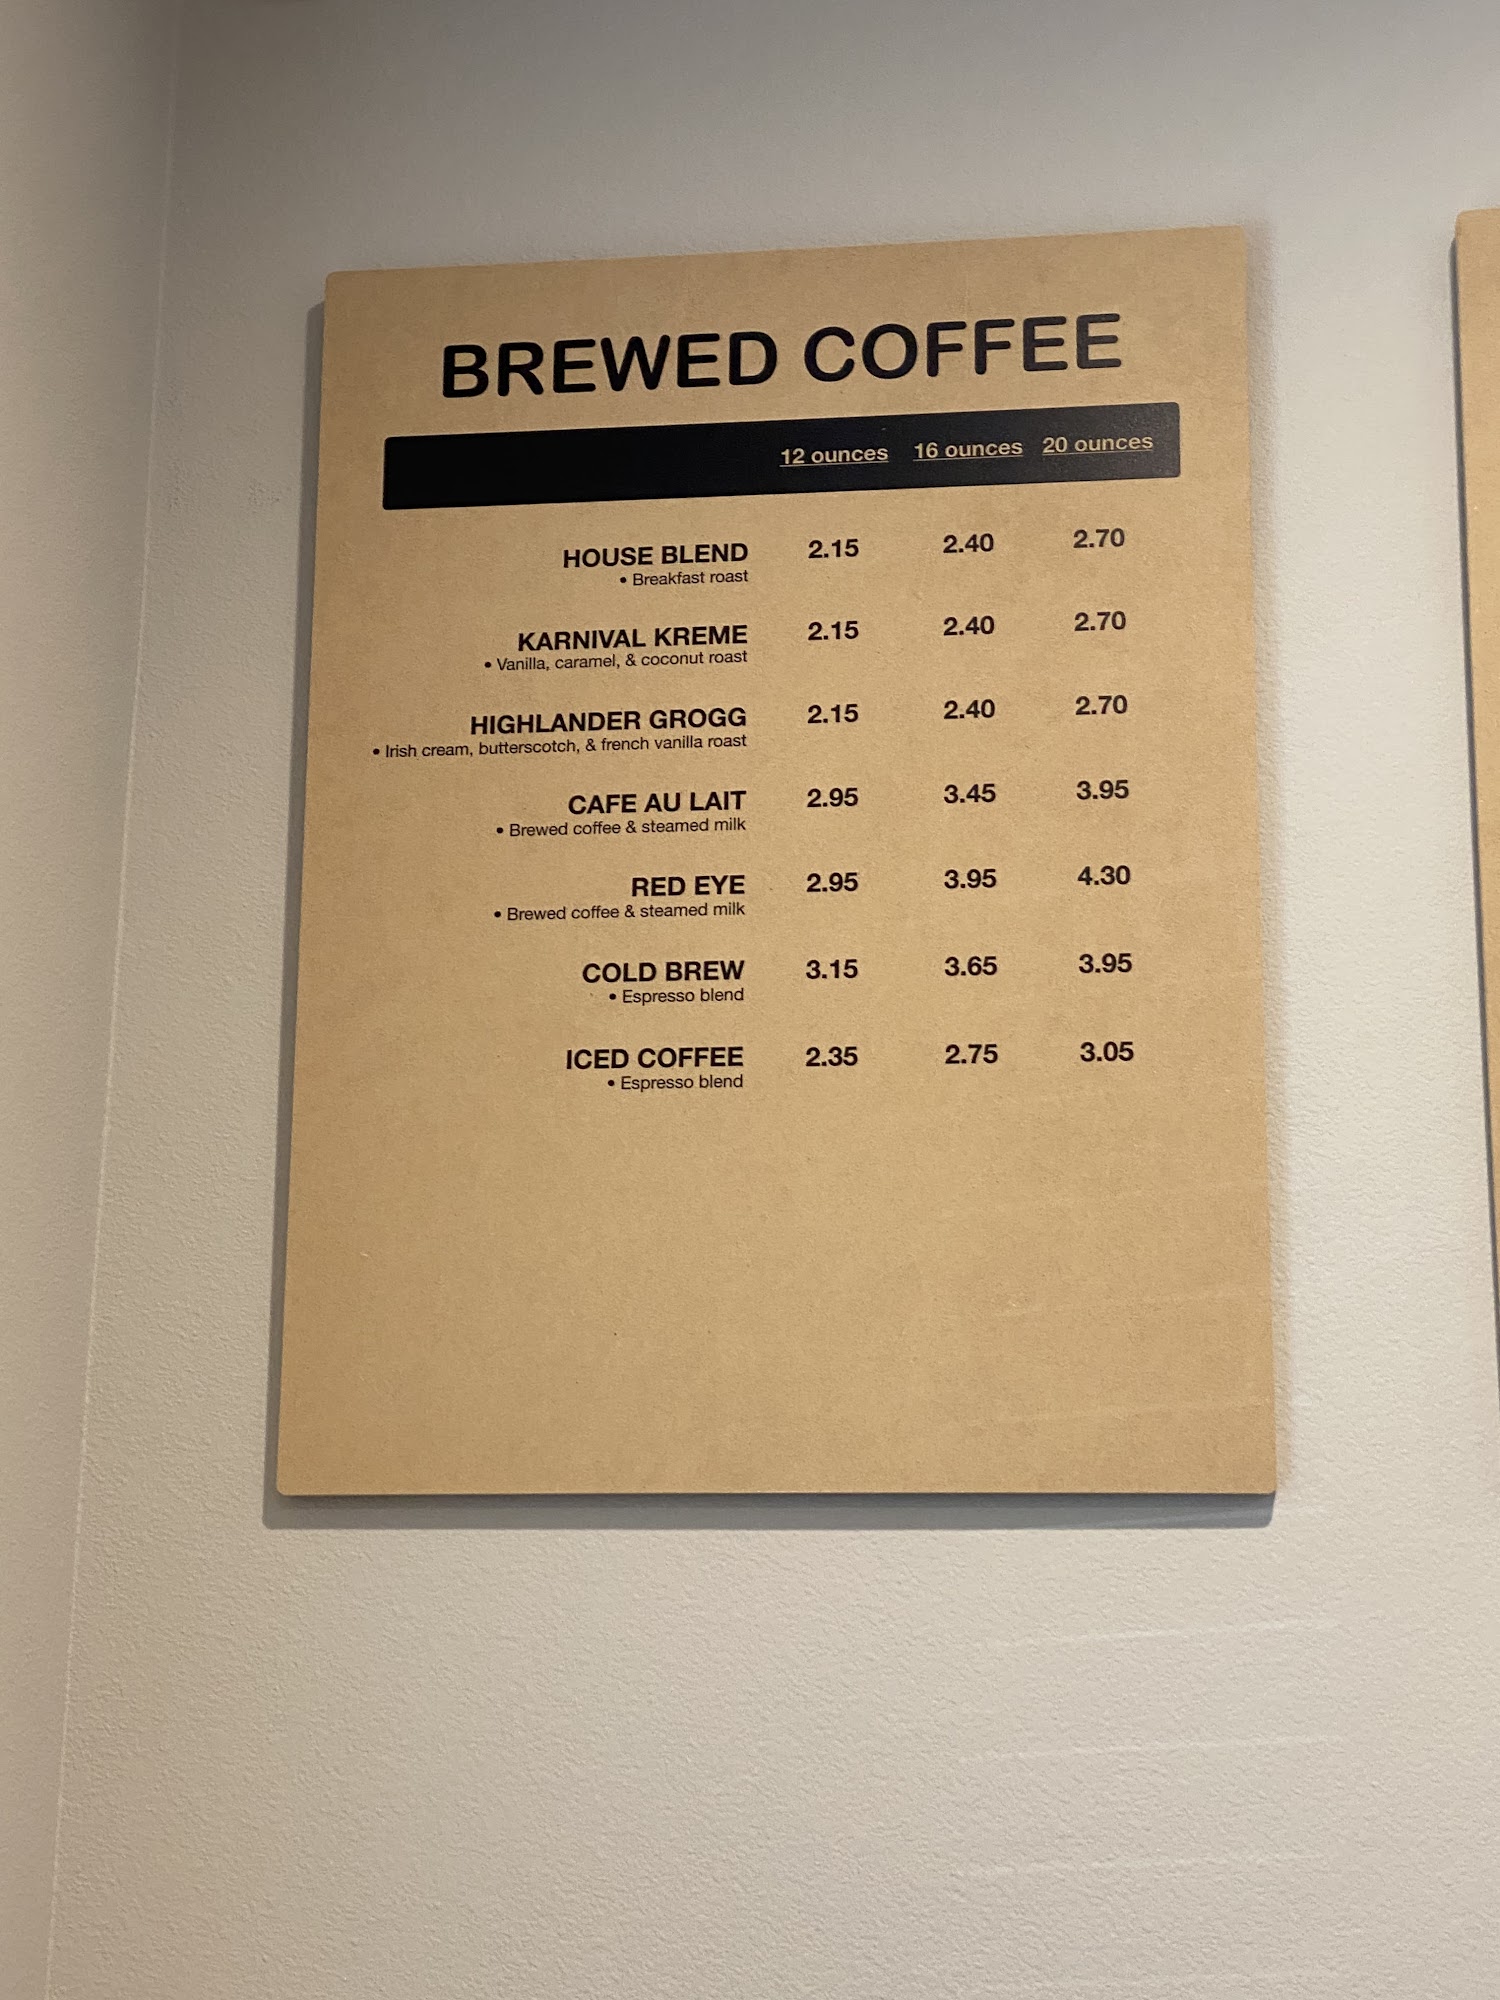 BREWED COFFEE
12 ounces 16 ounces 20 ounces
HOUSE BLEND 2.15 2.40 2.70
• Breakfast roast
KARNIVAL KREME 2.15 2.40 2.70
• Vanilla, caramel, & coconut roast
HIGHLANDER GROGG 2.15 2.40 2.70
• Irish cream, butterscotch, & french vanilla roast
CAFE AU LAIT 2.95 3.45 3.95
• Brewed coffee & steamed milk
RED EYE 2.95 3.95 4.30
• Brewed coffee & steamed milk
COLD BREW 3.15 3.65 3.95
• Espresso blend
ICED COFFEE 2.35 2.75 3.05
• Espresso blend